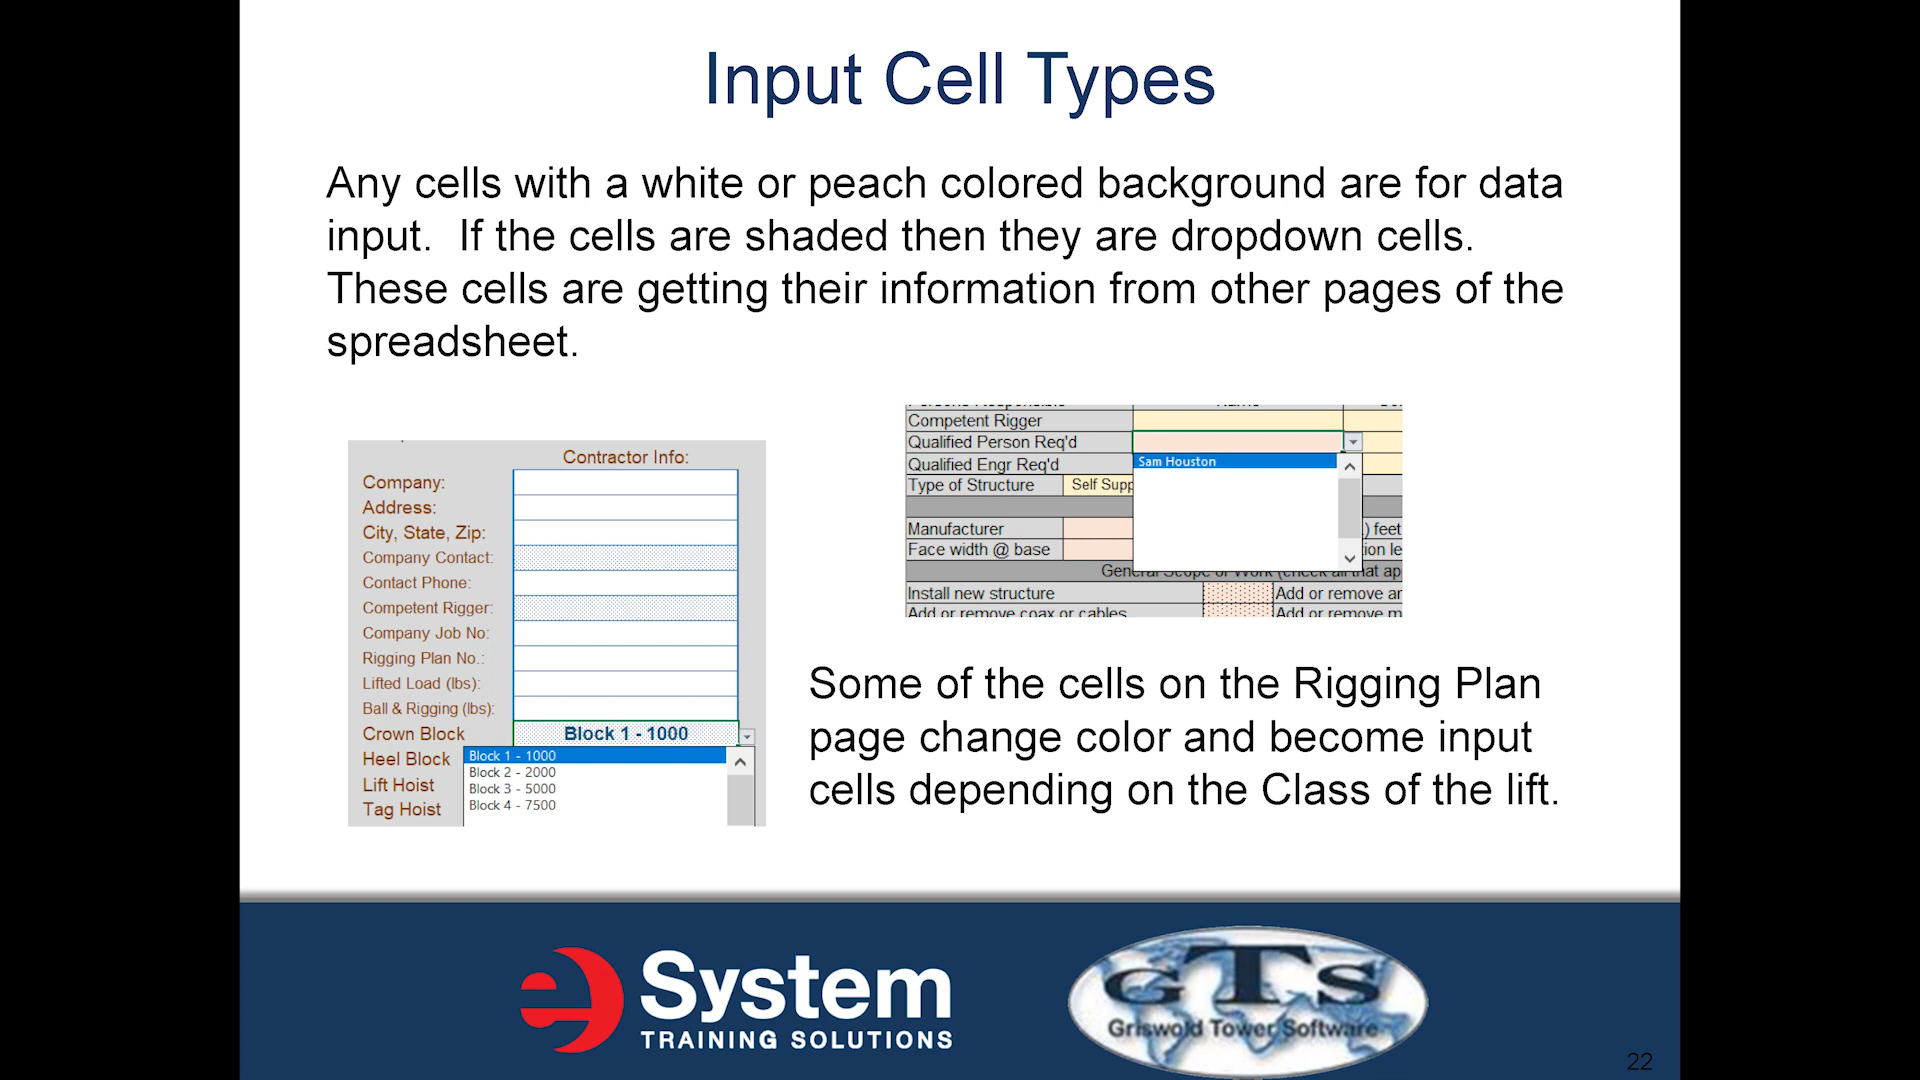 Input Cell Types
Any cells with a white or peach colored background are for data
input.  If the cells are shaded then they are dropdown cells.
These cells are getting their information from other pages of the
spreadsheet.
Contractor Info:
Company:
Address:
City, State, Zip:
Company Contact:
Contact Phone:
Competent Rigger:
Company Job No:
Rigging Plan No.:
Lifted Load (lbs):
Ball & Rigging (lbs):
Crown Block Block 1 - 1000
Heel Block Block 1 - 1000
Block 2 - 2000
Lift Hoist Block 3 - 5000
Tag Hoist Block 4 - 7500
Competent Rigger
Qualified Person Req'd
Qualified Engr Req'd Sam Houston
Type of Structure Self Supp
Manufacturer ) feet
Face width @ base ion le
General Scope of Work (check all that ap
Install new structure Add or remove ar
Add or remove coax or cables Add or remove m
Some of the cells on the Rigging Plan
page change color and become input
cells depending on the Class of the lift.
e System
TRAINING SOLUTIONS
GTS
Griswold Tower Software
22